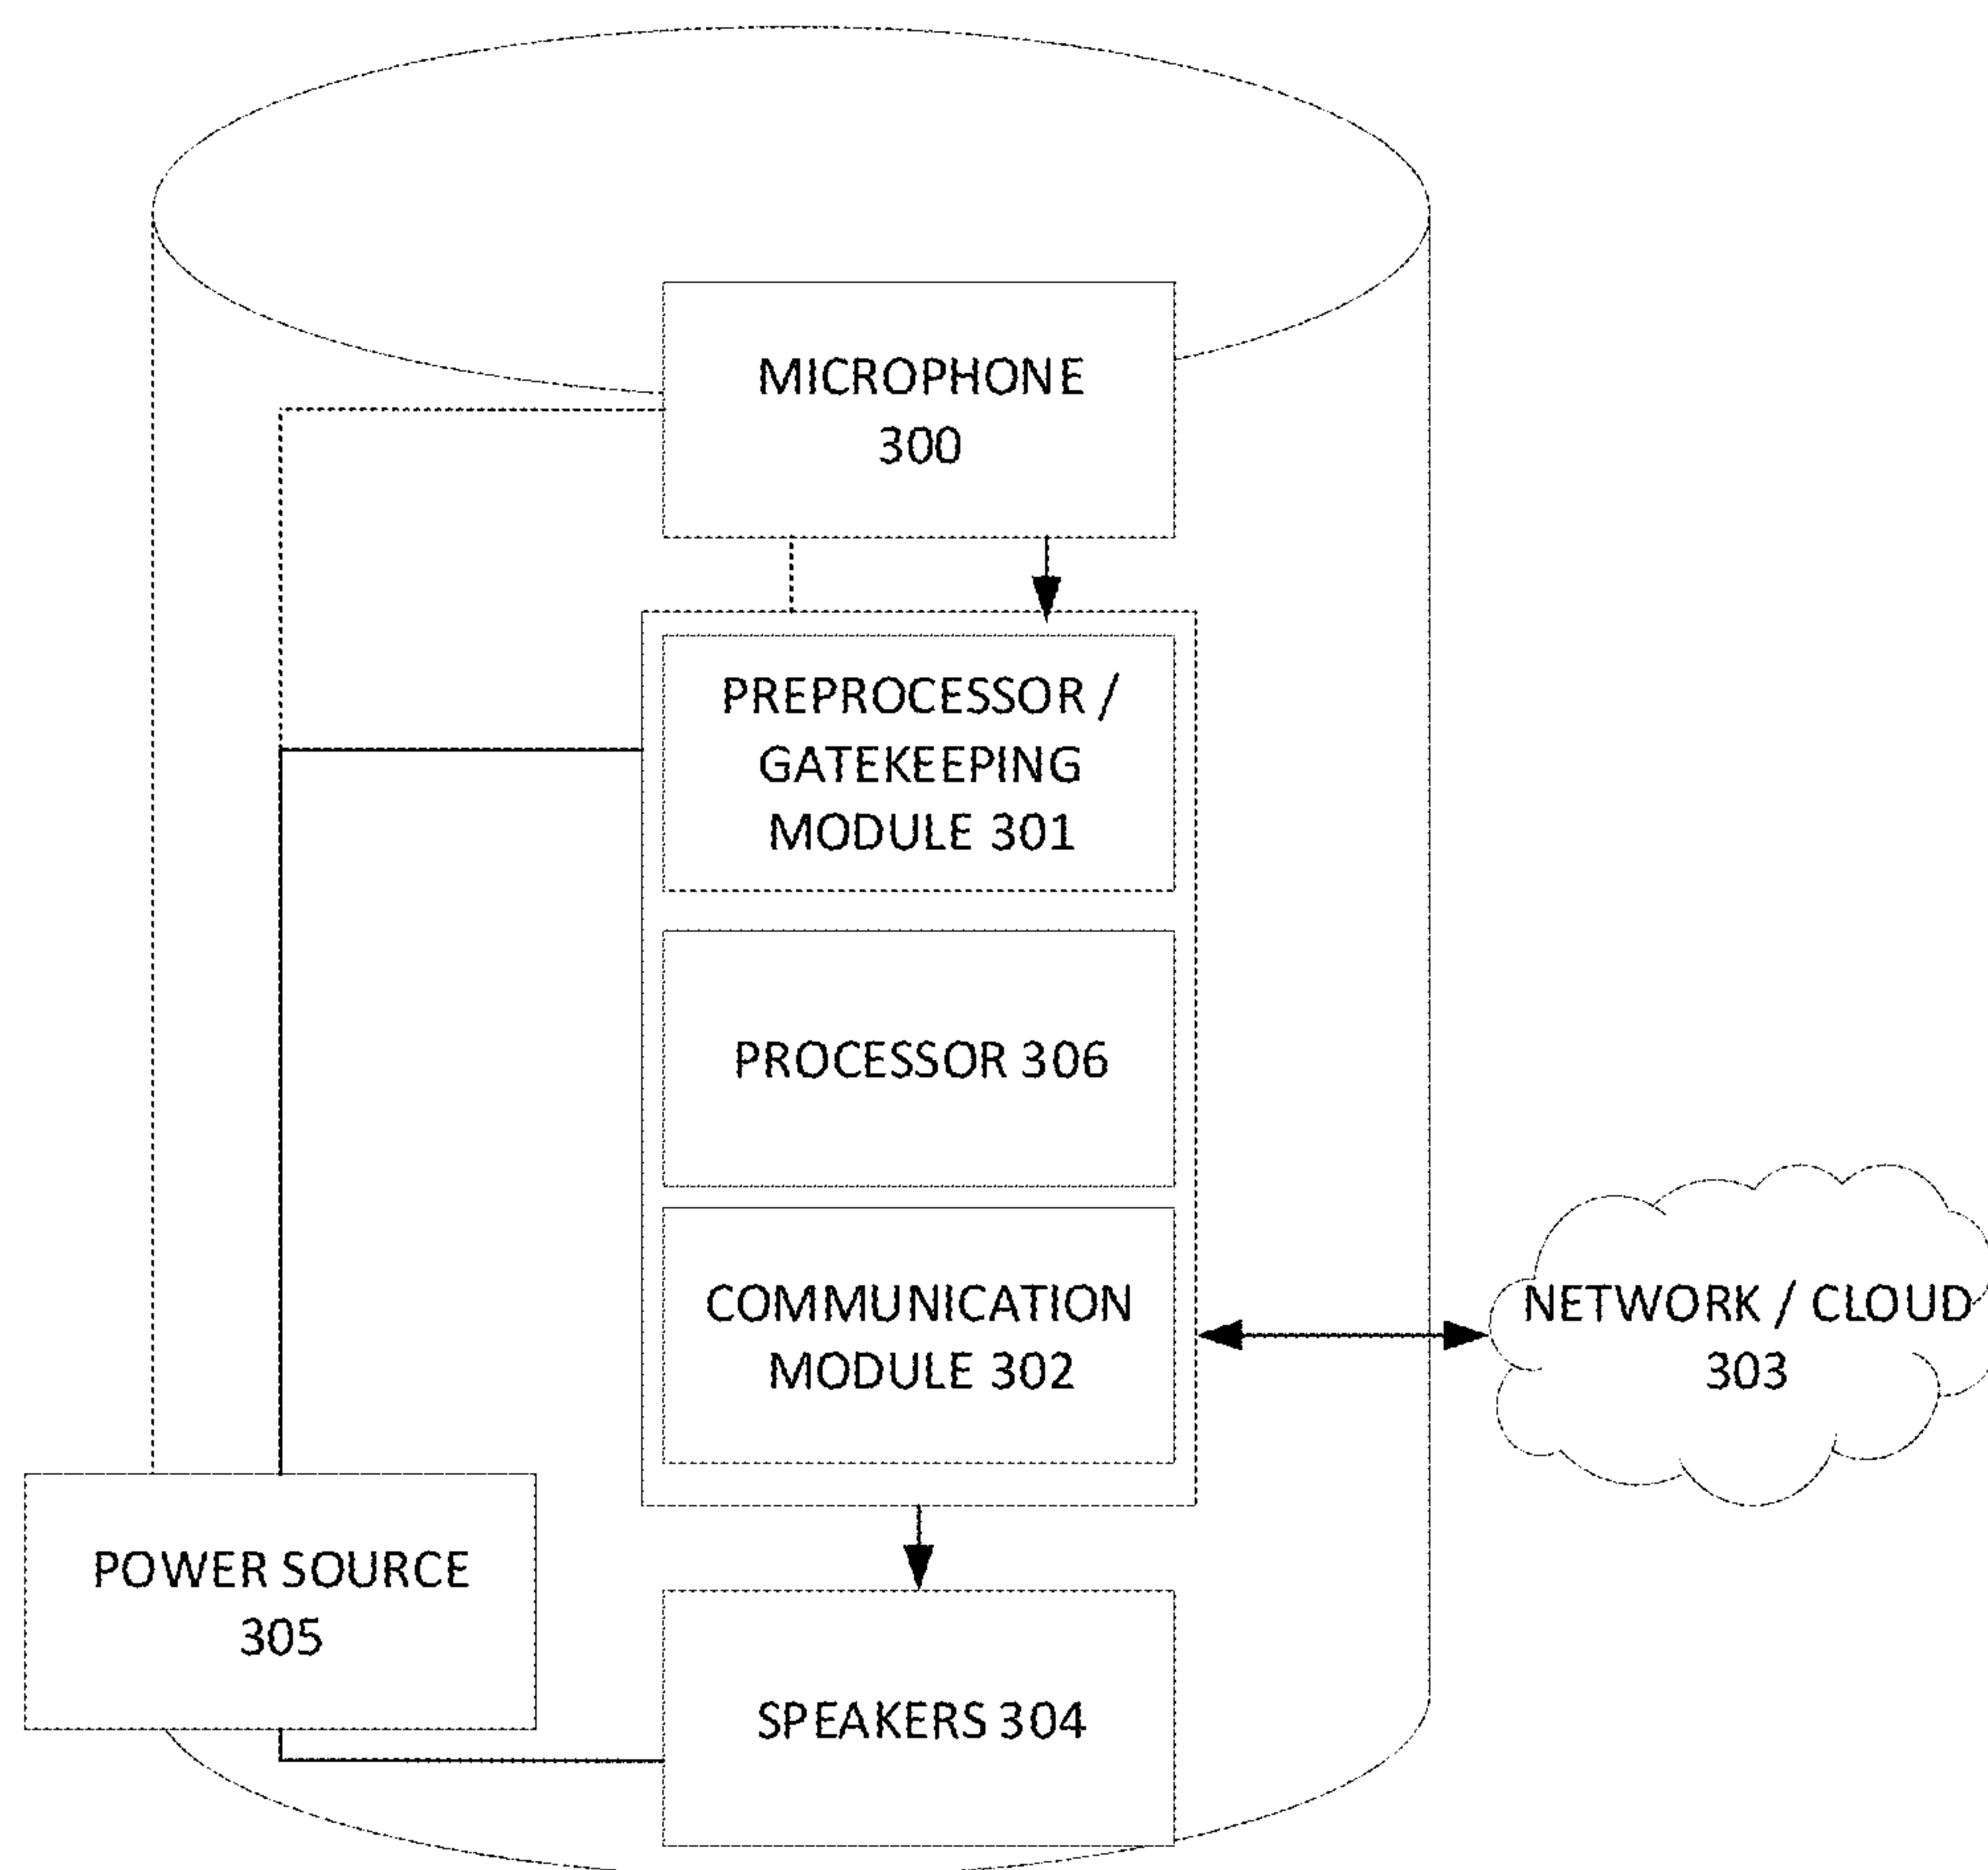 MICROPHONE
300
PREPROCESSOR /
GATEKEEPING
MODULE 301
PROCESSOR 306
COMMUNICATION
MODULE 302
NETWORK / CLOUD
303
POWER SOURCE
305
SPEAKERS 304